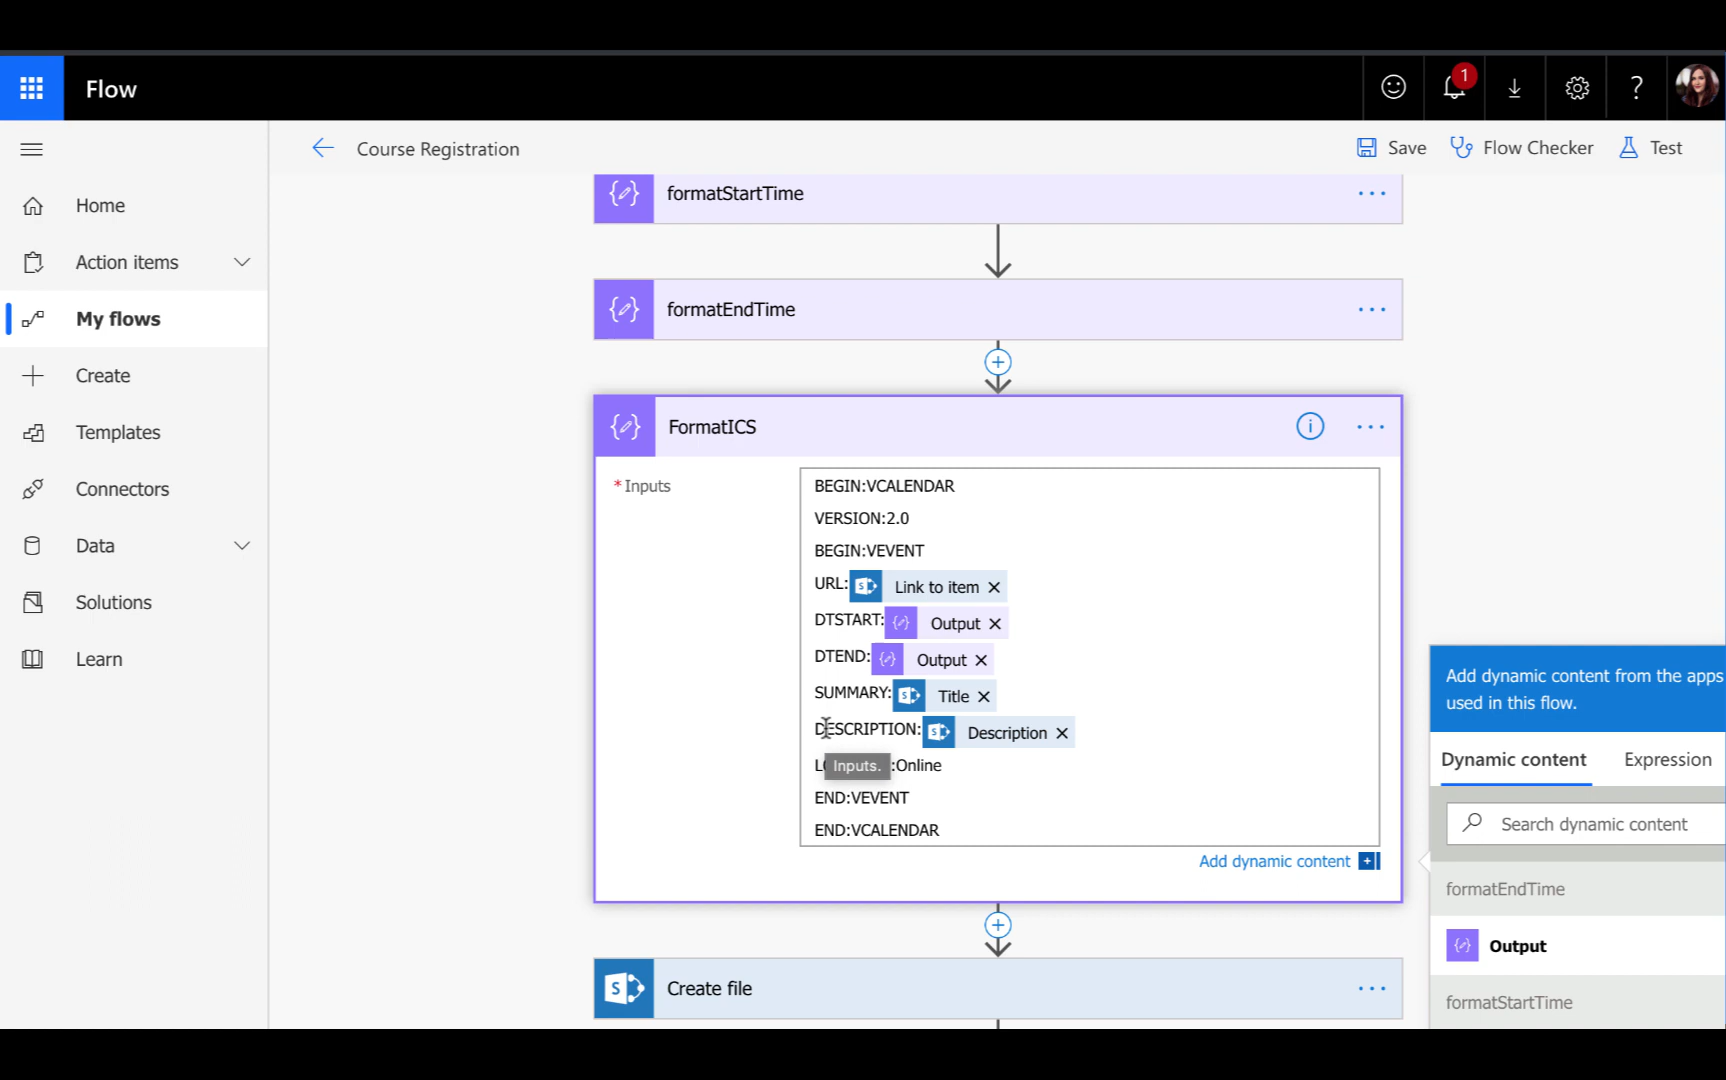 Flow
1
?
Course Registration
Save
Flow Checker
Test
Home
Action items
My flows
Create
Templates
Connectors
Data
Solutions
Learn
formatStartTime
formatEndTime
FormatICS
* Inputs
BEGIN:VCALENDAR
VERSION:2.0
BEGIN:VEVENT
URL: Link to item
DTSTART: Output
DTEND: Output
SUMMARY: Title
DESCRIPTION: Description
:Online
Inputs.
END:VEVENT
END:VCALENDAR
Add dynamic content
Create file
Add dynamic content from the apps
used in this flow.
Dynamic content
Expression
Search dynamic content
formatEndTime
Output
formatStartTime